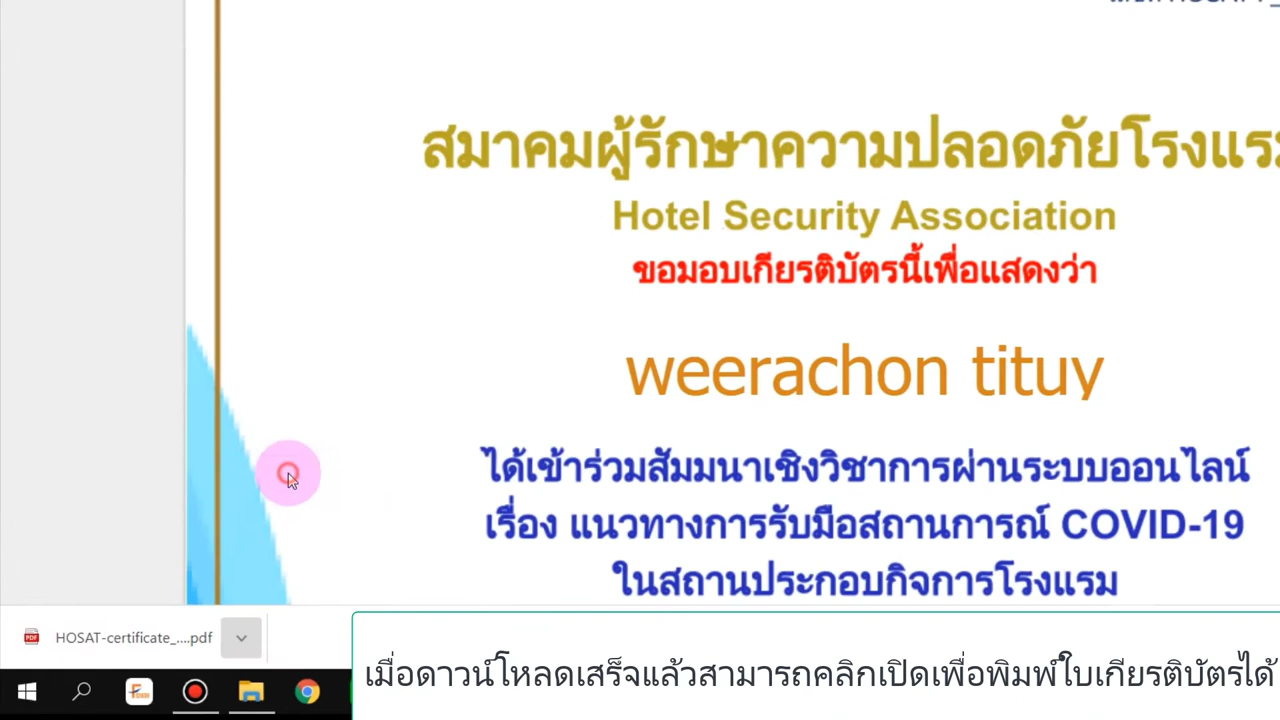 สมาคมผู้รักษาความปลอดภัยโรงแรม
Hotel Security Association
ขอมอบเกียรติบัตรนี้เพื่อแสดงว่า
weerachon tituy
ได้เข้าร่วมสัมมนาเชิงวิชาการผ่านระบบออนไลน์
เรื่อง แนวทางการรับมือสถานการณ์ COVID-19
ในสถานประกอบกิจการโรงแรม
HOSAT-certificate_....pdf
เมื่อดาวน์โหลดเสร็จแล้วสามารถคลิกเปิดเพื่อพิมพ์ใบเกียรติบัตรได้